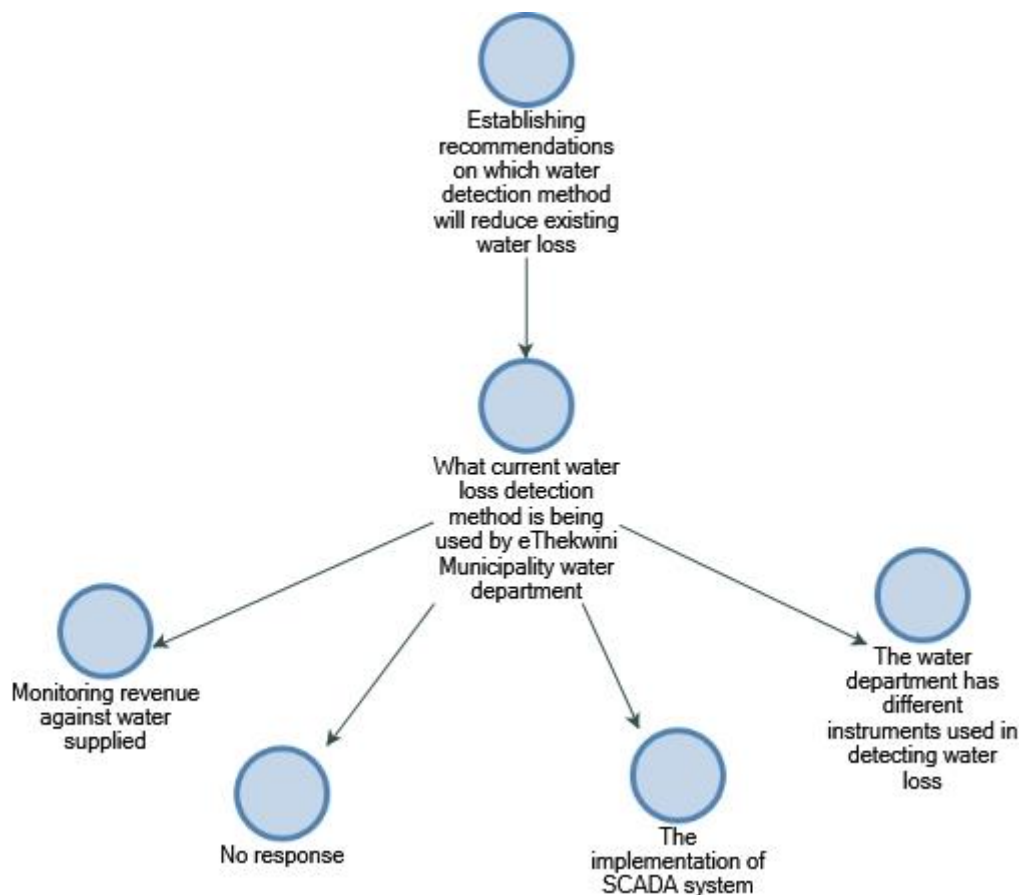 Establishing
recommendations
on which water
detection method
will reduce existing
water loss
What current water
loss detection
method is being
used by eThekwini
Municipality water
department
Monitoring revenue
against water
supplied
No response
The
implementation of
SCADA system
The water
department has
different
instruments used in
detecting water
loss